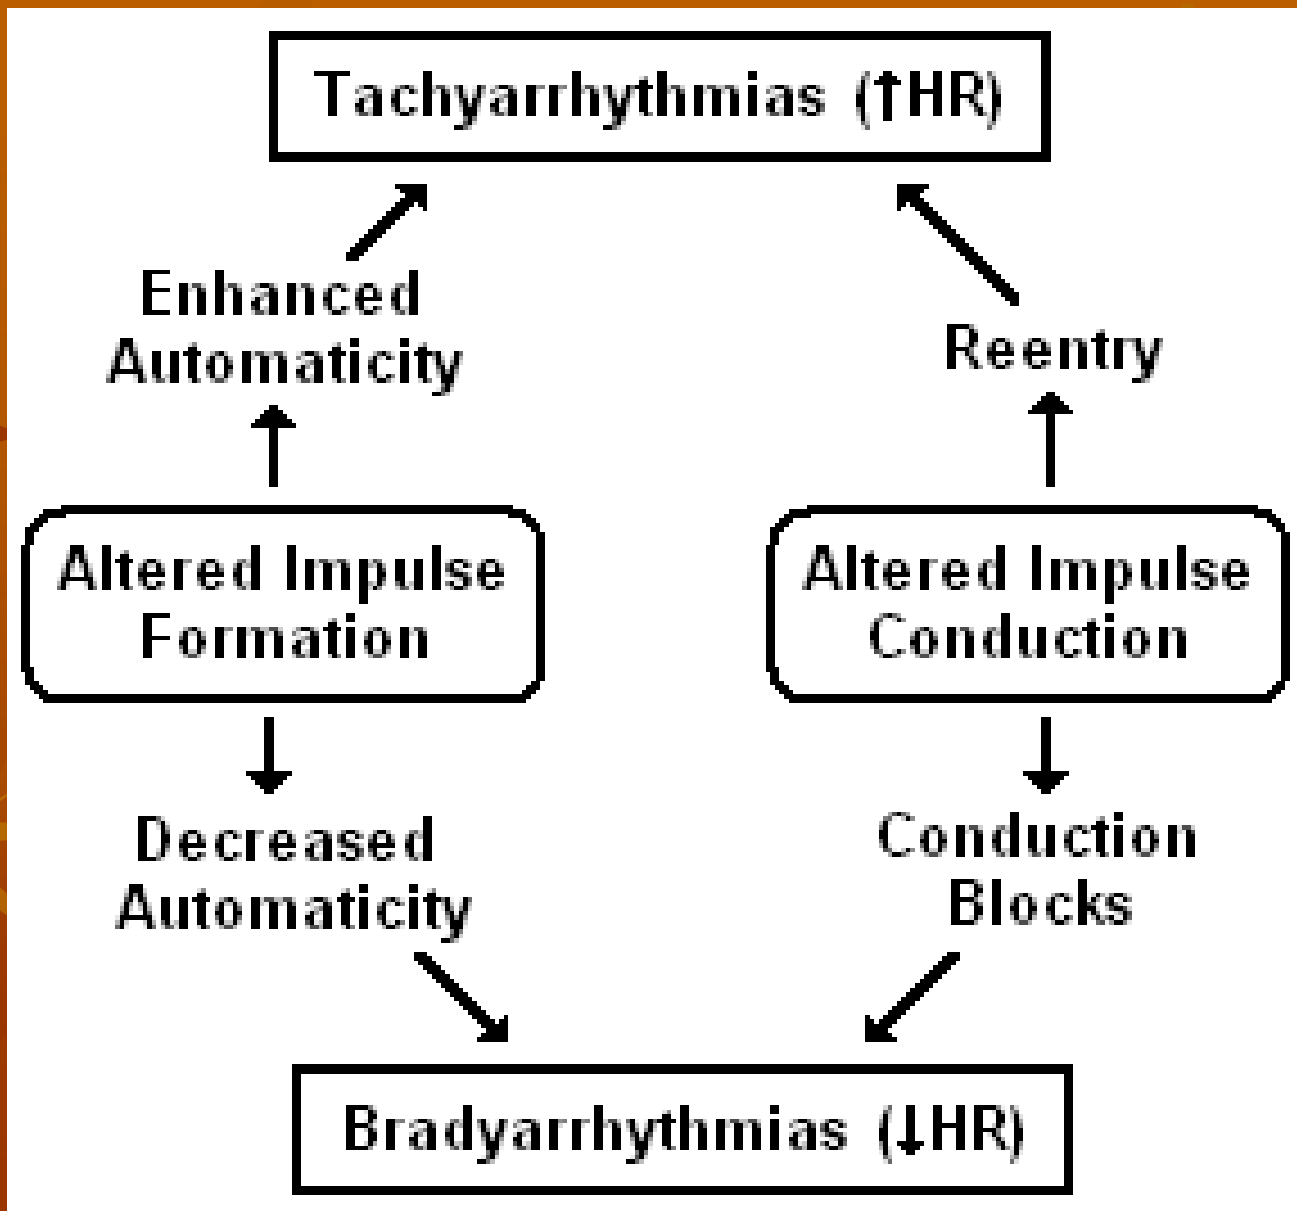 Tachyarrhythmias (↑HR)
Enhanced
Automaticity
Reentry
Altered Impulse
Formation
Altered Impulse
Conduction
Decreased
Automaticity
Conduction
Blocks
Bradyarrhythmias (↓HR)